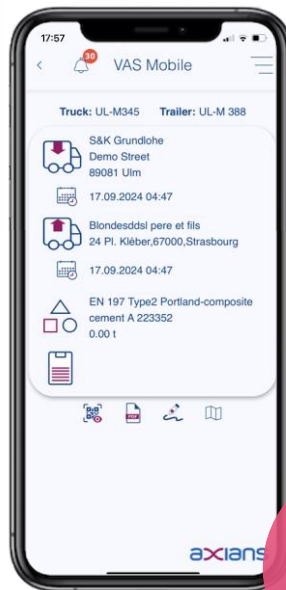 17:57
30
VAS Mobile
Truck: UL-M345 Trailer: UL-M 388
S&K Grundlohe
Demo Street
89081 Ulm
17.09.2024 04:47
Blondesddsl pere et fils
24 Pl. Kléber,67000,Strasbourg
17.09.2024 04:47
EN 197 Type2 Portland-composite
cement A 223352
0.00 t
PDF
axians